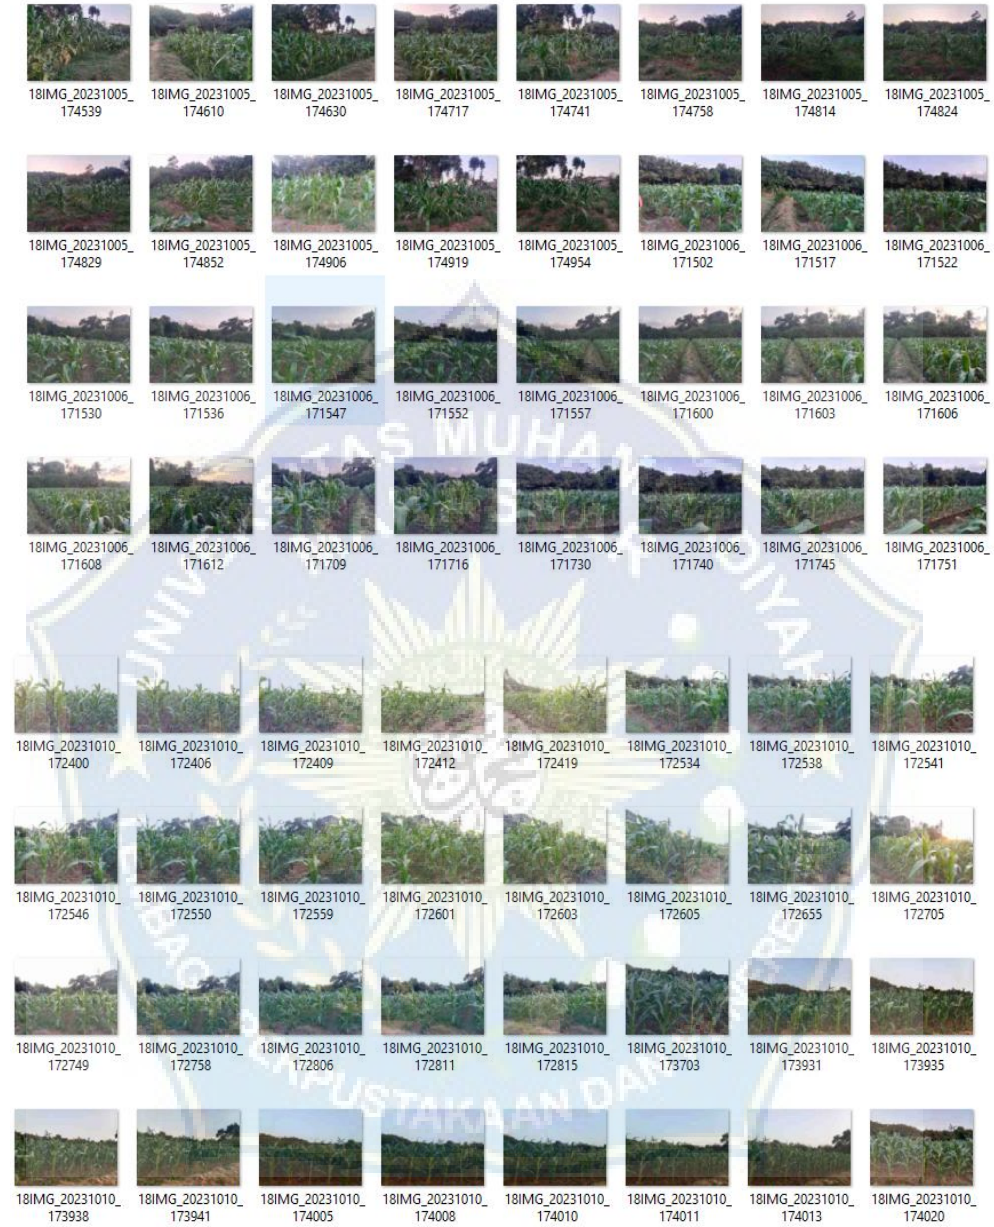 18IMG_20231005_ 18IMG_20231005_ 18IMG_20231005_ 18IMG_20231005_ 18IMG_20231005_ 18IMG_20231005_ 18IMG_20231005_ 18IMG_20231005_
174539 174610 174630 174717 174741 174758 174814 174824
18IMG_20231005_ 18IMG_20231005_ 18IMG_20231005_ 18IMG_20231005_ 18IMG_20231005_ 18IMG_20231006_ 18IMG_20231006_ 18IMG_20231006_
174829 174852 174906 174919 174954 171502 171517 171522
18IMG_20231006_ 18IMG_20231006_ 18IMG_20231006_ 18IMG_20231006_ 18IMG_20231006_ 18IMG_20231006_ 18IMG_20231006_ 18IMG_20231006_
171530 171536 171547 171552 171557 171600 171603 171606
18IMG_20231006_ 18IMG_20231006_ 18IMG_20231006_ 18IMG_20231006_ 18IMG_20231006_ 18IMG_20231006_ 18IMG_20231006_ 18IMG_20231006_
171608 171612 171709 171716 171730 171740 171745 171751
18IMG_20231010_ 18IMG_20231010_ 18IMG_20231010_ 18IMG_20231010_ 18IMG_20231010_ 18IMG_20231010_ 18IMG_20231010_ 18IMG_20231010_
172400 172406 172409 172412 172419 172534 172538 172541
18IMG_20231010_ 18IMG_20231010_ 18IMG_20231010_ 18IMG_20231010_ 18IMG_20231010_ 18IMG_20231010_ 18IMG_20231010_ 18IMG_20231010_
172546 172550 172559 172601 172603 172605 172655 172705
18IMG_20231010_ 18IMG_20231010_ 18IMG_20231010_ 18IMG_20231010_ 18IMG_20231010_ 18IMG_20231010_ 18IMG_20231010_ 18IMG_20231010_
172749 172758 172806 172811 172815 173703 173931 173935
18IMG_20231010_ 18IMG_20231010_ 18IMG_20231010_ 18IMG_20231010_ 18IMG_20231010_ 18IMG_20231010_ 18IMG_20231010_ 18IMG_20231010_
173938 173941 174005 174008 174010 174011 174013 174020
UNIVERSITAS MUHAMMADIYAH
PERPUSTAKAAN DAN